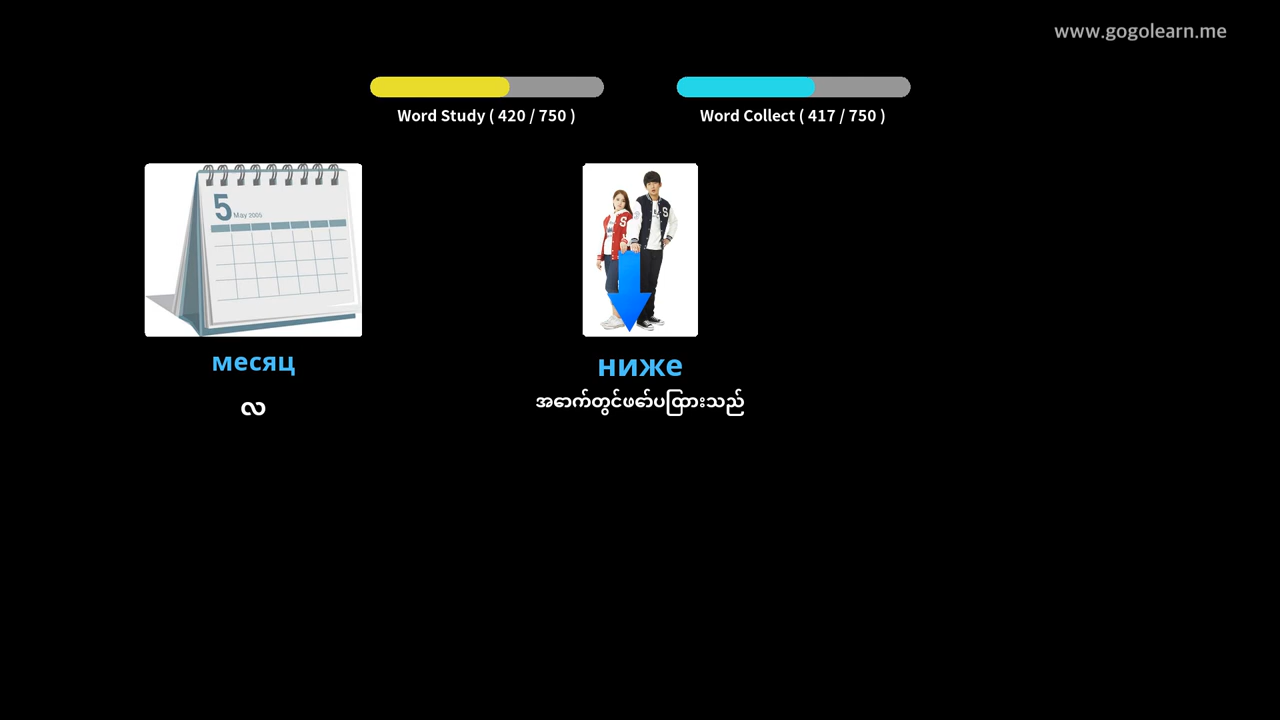 www.gogolearn.me
Word Study ( 420 / 750 )
Word Collect ( 417 / 750 )
5 May 2005
S
S
месяц
ниже
လ
အောက်တွင်ဖော်ပြထားသည်